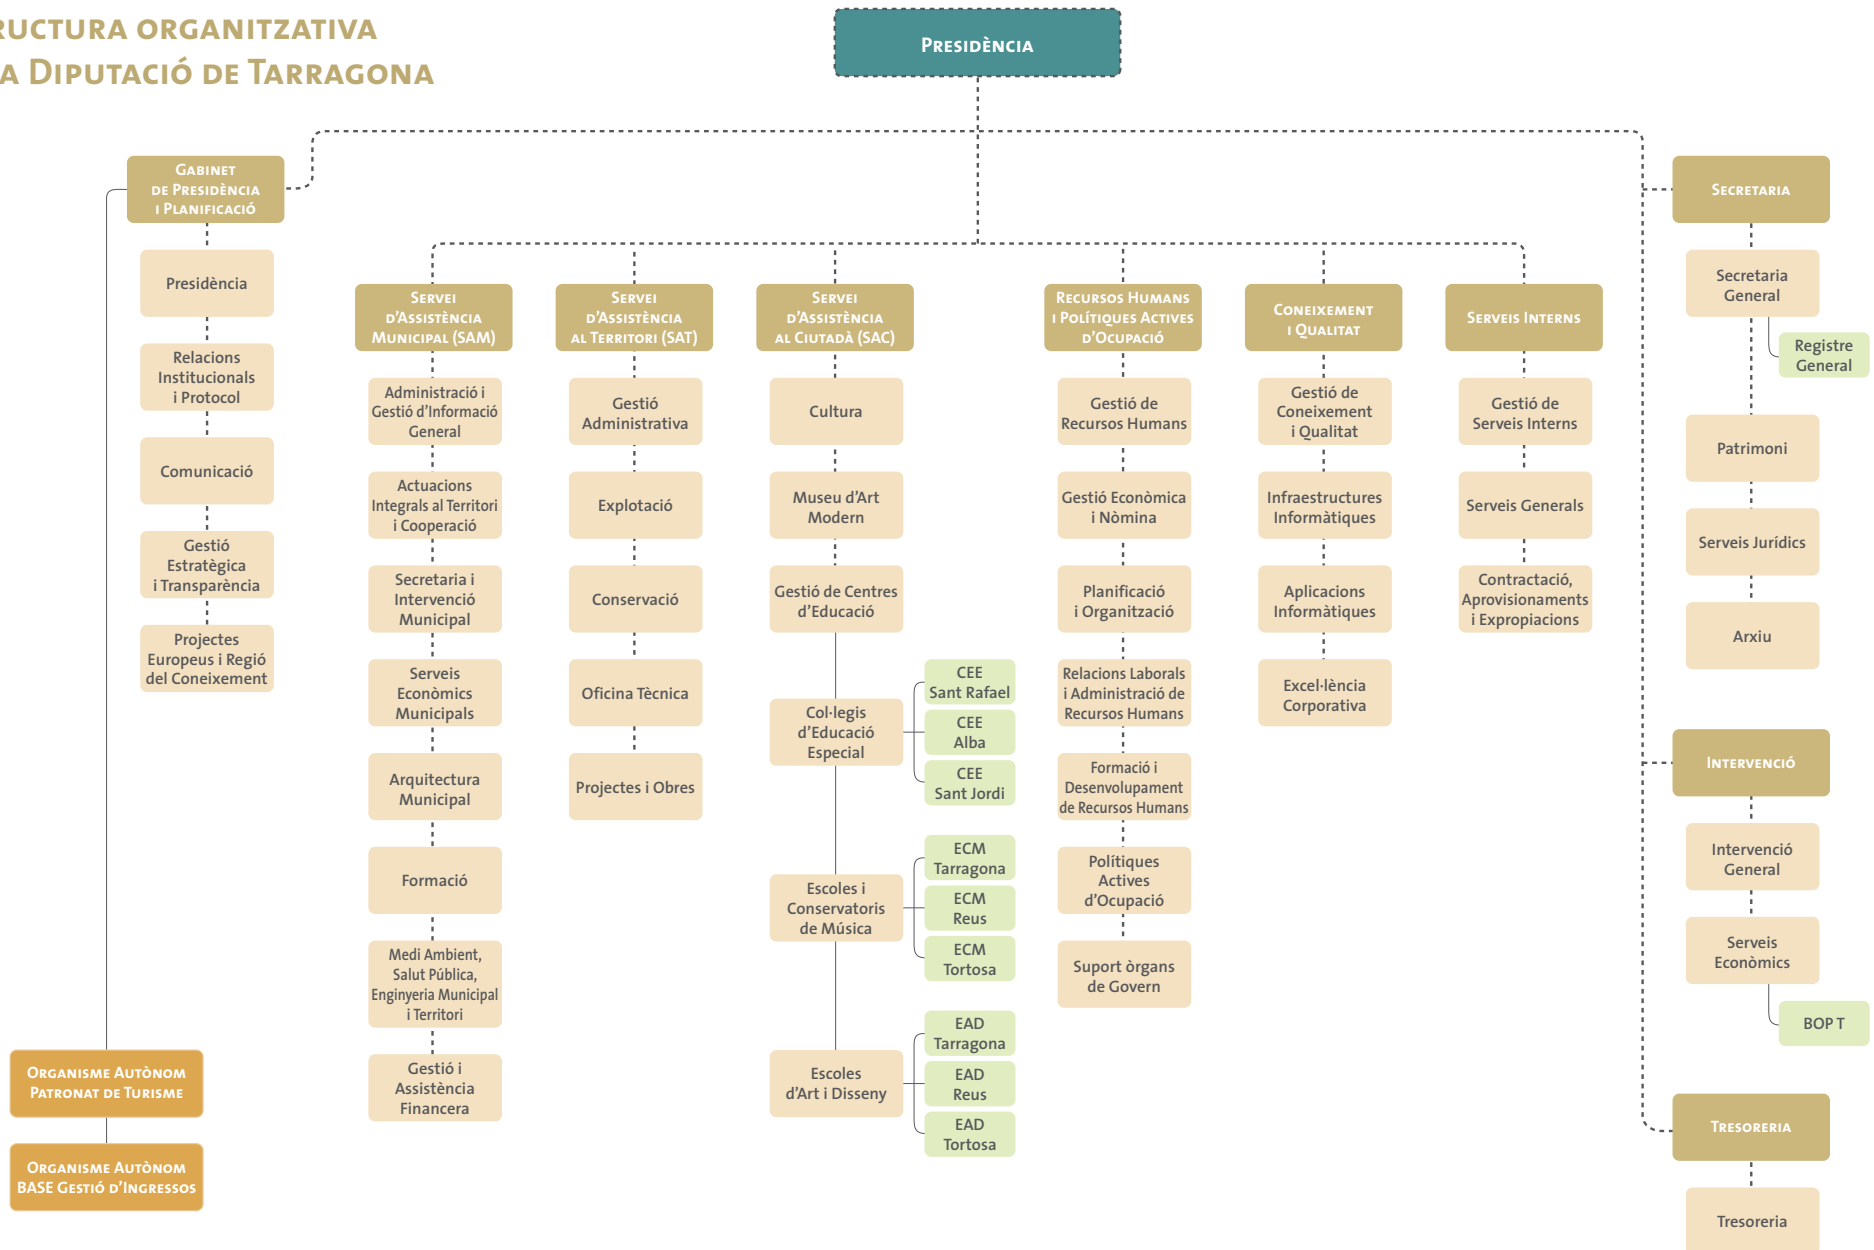 RUCTURA ORGANITZATIVA
A DIPUTACIÓ DE TARRAGONA
PRESIDÈNCIA
GABINET
DE PRESIDÈNCIA
I PLANIFICACIÓ
Presidència
Relacions
Institucionals
i Protocol
Comunicació
Gestió
Estratègica
i Transparència
Projectes
Europeus i Regió
del Coneixement
ORGANISME AUTÒNOM
PATRONAT DE TURISME
ORGANISME AUTÒNOM
BASE GESTIÓ D'INGRESSOS
SERVEI
D'ASSISTÈNCIA
MUNICIPAL (SAM)
Administració i
Gestió d'Informació
General
Actuacions
Integrals al Territori
i Cooperació
Secretaria i
Intervenció
Municipal
Serveis
Econòmics
Municipals
Arquitectura
Municipal
Formació
Medi Ambient,
Salut Pública,
Enginyeria Municipal
i Territori
Gestió i
Assistència
Financera
SERVEI
D'ASSISTÈNCIA
AL TERRITORI (SAT)
Gestió
Administrativa
Explotació
Conservació
Oficina Tècnica
Projectes i Obres
SERVEI
D'ASSISTÈNCIA
AL CIUTADÀ (SAC)
Cultura
Museu d'Art
Modern
Gestió de Centres
d'Educació
Col·legis
d'Educació
Especial
CEE
Sant Rafael
CEE
Alba
CEE
Sant Jordi
Escoles i
Conservatoris
de Música
ECM
Tarragona
ECM
Reus
ECM
Tortosa
Escoles
d'Art i Disseny
EAD
Tarragona
EAD
Reus
EAD
Tortosa
RECURSOS HUMANS
I POLÍTIQUES ACTIVES
D'OCUPACIÓ
Gestió de
Recursos Humans
Gestió Econòmica
i Nòmina
Planificació
i Organització
Relacions Laborals
i Administració de
Recursos Humans
Formació i
Desenvolupament
de Recursos Humans
Polítiques
Actives
d'Ocupació
Suport òrgans
de Govern
CONEIXEMENT
I QUALITAT
Gestió de
Coneixement
i Qualitat
Infraestructures
Informàtiques
Aplicacions
Informàtiques
Excel·lència
Corporativa
SERVEIS INTERNS
Gestió de
Serveis Interns
Serveis Generals
Contractació,
Aprovisionaments
i Expropiacions
SECRETARIA
Secretaria
General
Registre
General
Patrimoni
Serveis Jurídics
Arxiu
INTERVENCIÓ
Intervenció
General
Serveis
Econòmics
BOP T
TRESORERIA
Tresoreria